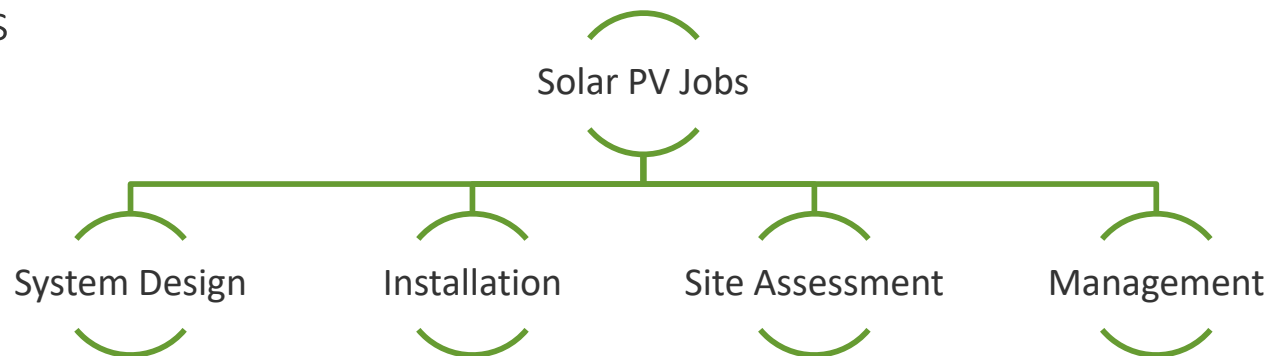 S
Solar PV Jobs
System Design
Installation
Site Assessment
Management